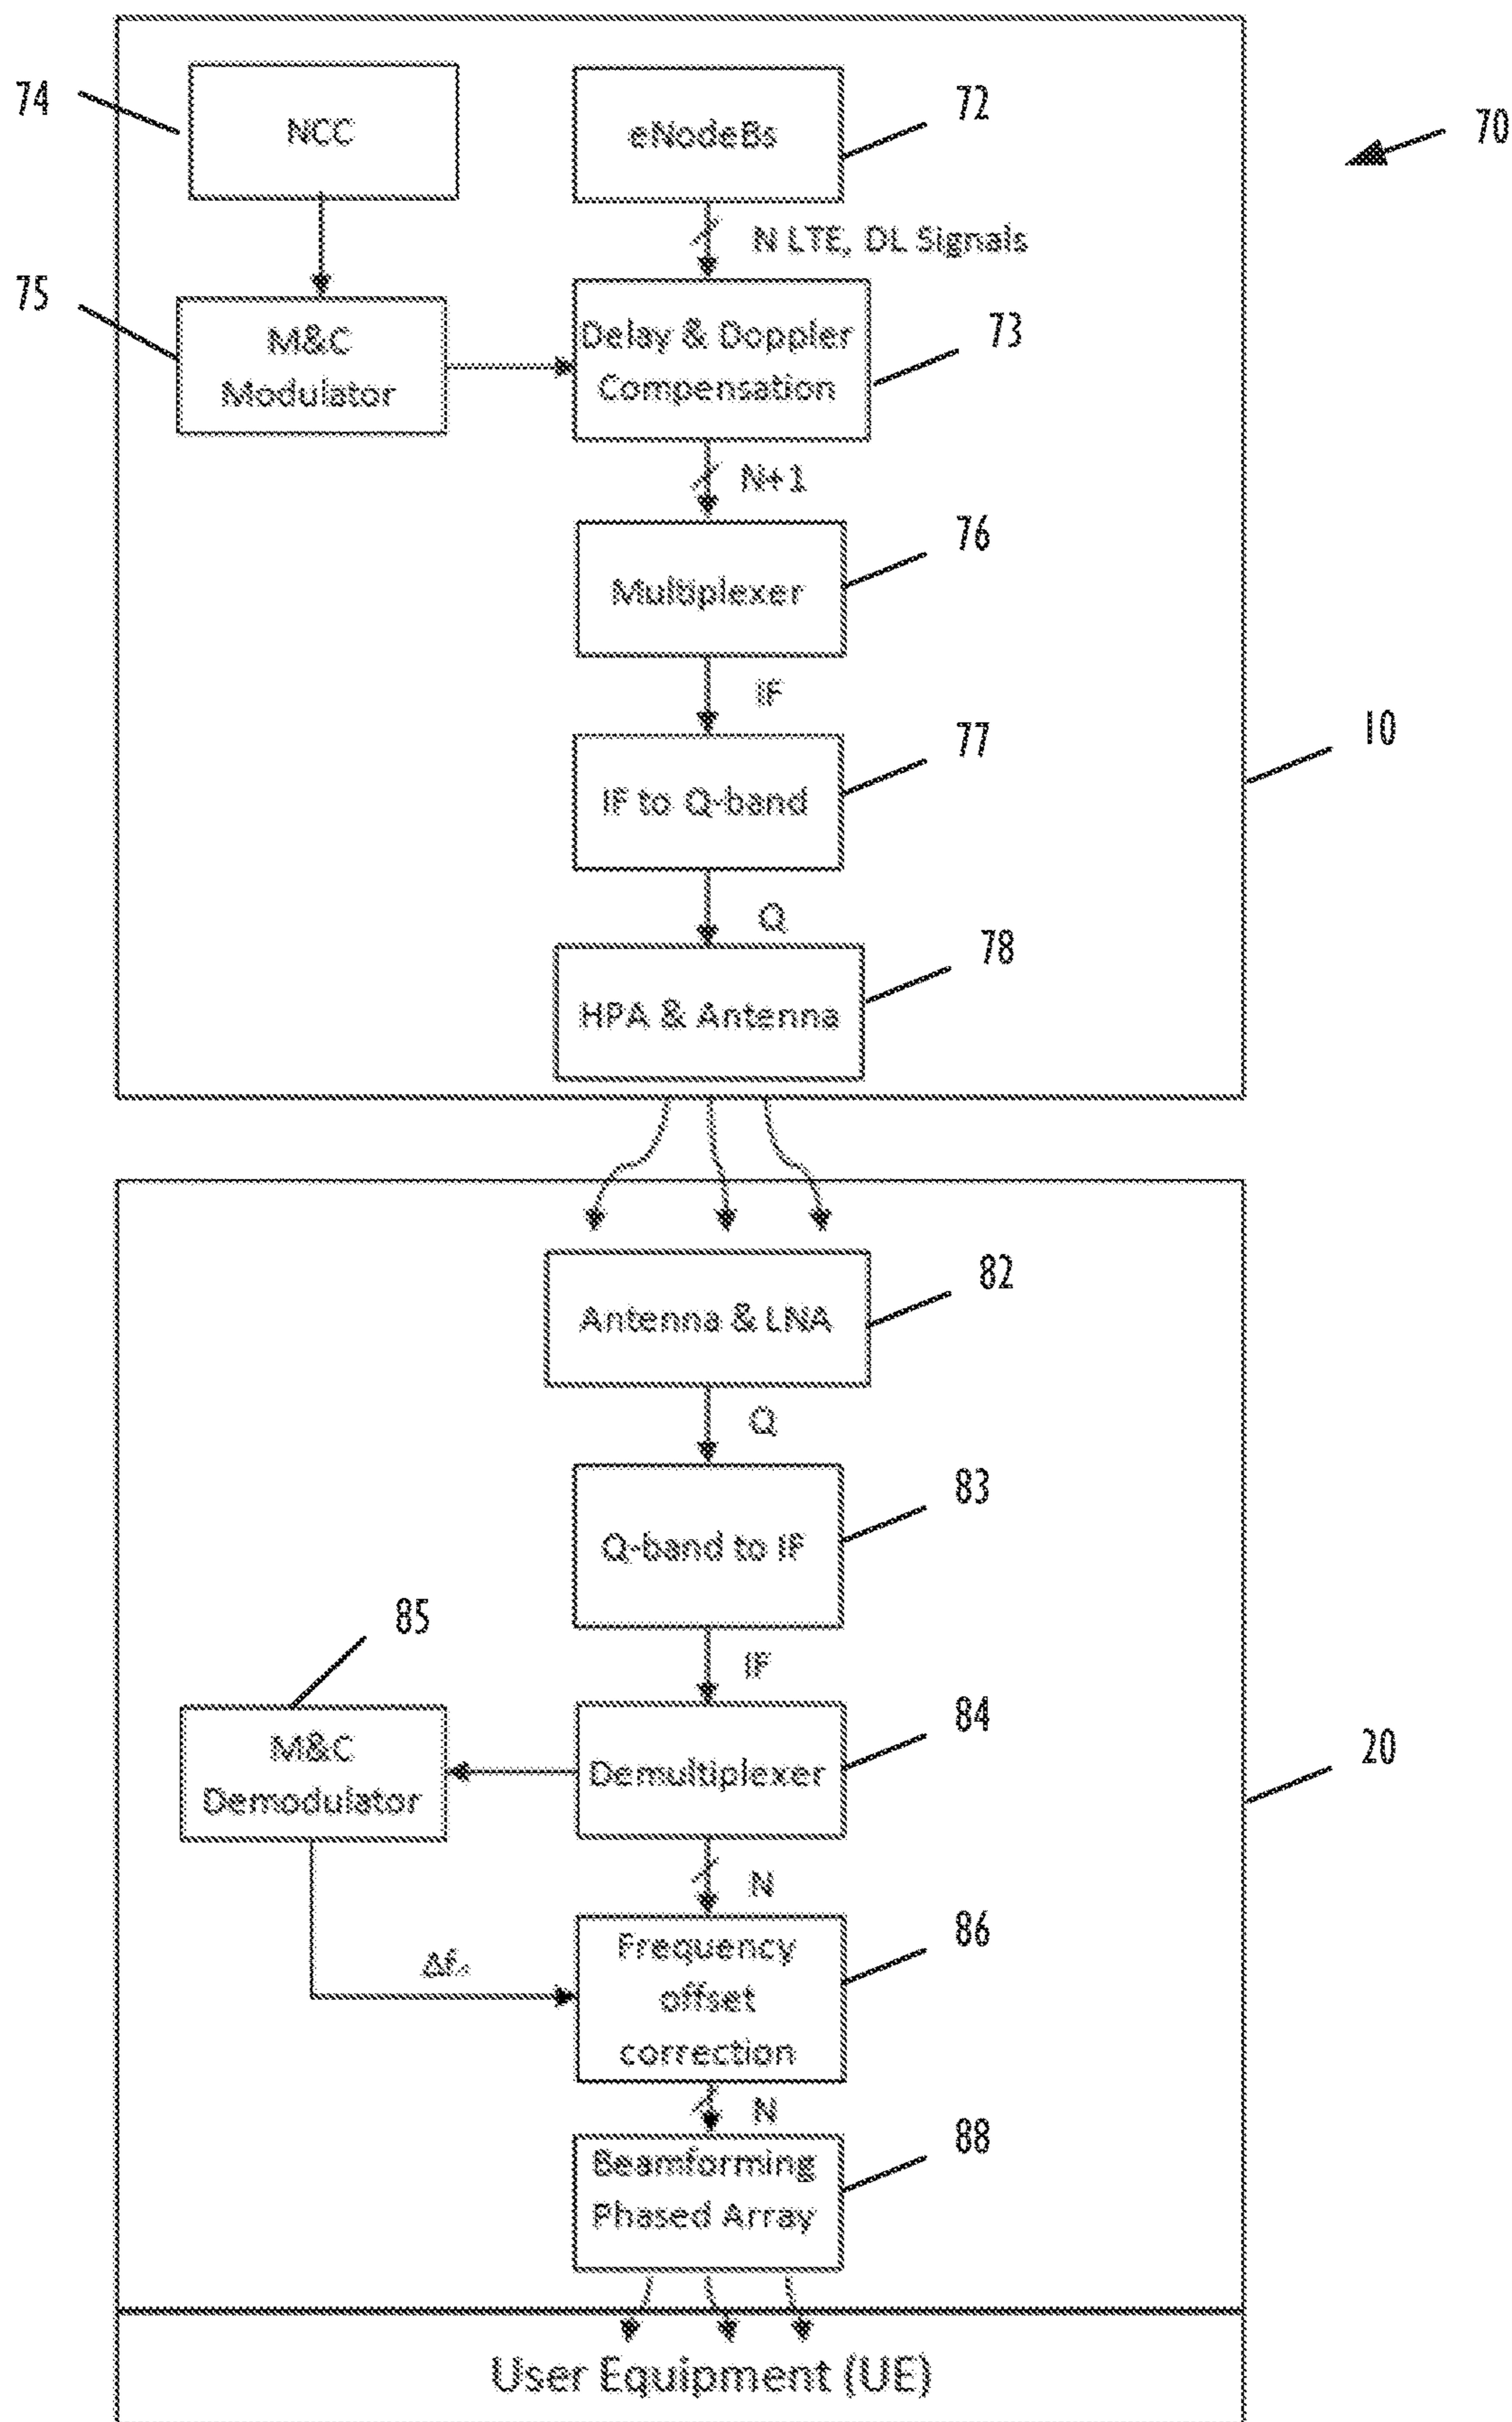 74
NCC
eNodeBs
72
70
N LTE, DL Signals
75
M&C
Modulator
Delay & Doppler
Compensation
73
N+1
Multiplexer
76
IF
IF to Q-band
77
10
Q
HPA & Antenna
78
Antenna & LNA
82
Q
Q-band to IF
83
85
IF
M&C
Demodulator
Demultiplexer
84
20
N
Frequency
offset
correction
86
N
Beamforming
Phased Array
88
User Equipment (UE)